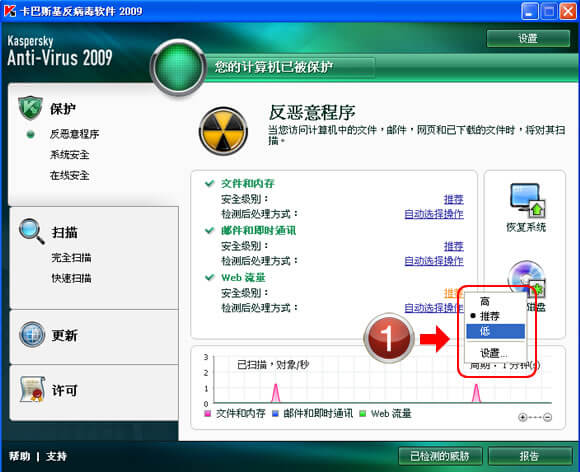 卡巴斯基反病毒软件 2009
Kaspersky
Anti-Virus 2009
设置
您的计算机已被保护
保护
反恶意程序
系统安全
在线安全
扫描
完全扫描
快速扫描
更新
许可
反恶意程序
当您访问计算机中的文件，邮件，网页和已下载的文件时，将对其扫
描。
文件和内存
安全级别： 推荐
检测后处理方式： 自动选择操作
邮件和即时通讯
安全级别： 推荐
检测后处理方式： 自动选择操作
Web 流量
安全级别： 推荐
检测后处理方式： 自动选择操作
恢复系统
磁盘
高
推荐
低
设置...
1
3
2
1
0
已扫描，对象/秒
周期：1 分钟(s)
文件和内存 邮件和即时通讯 Web 流量
帮助 | 支持
已检测的威胁
报告